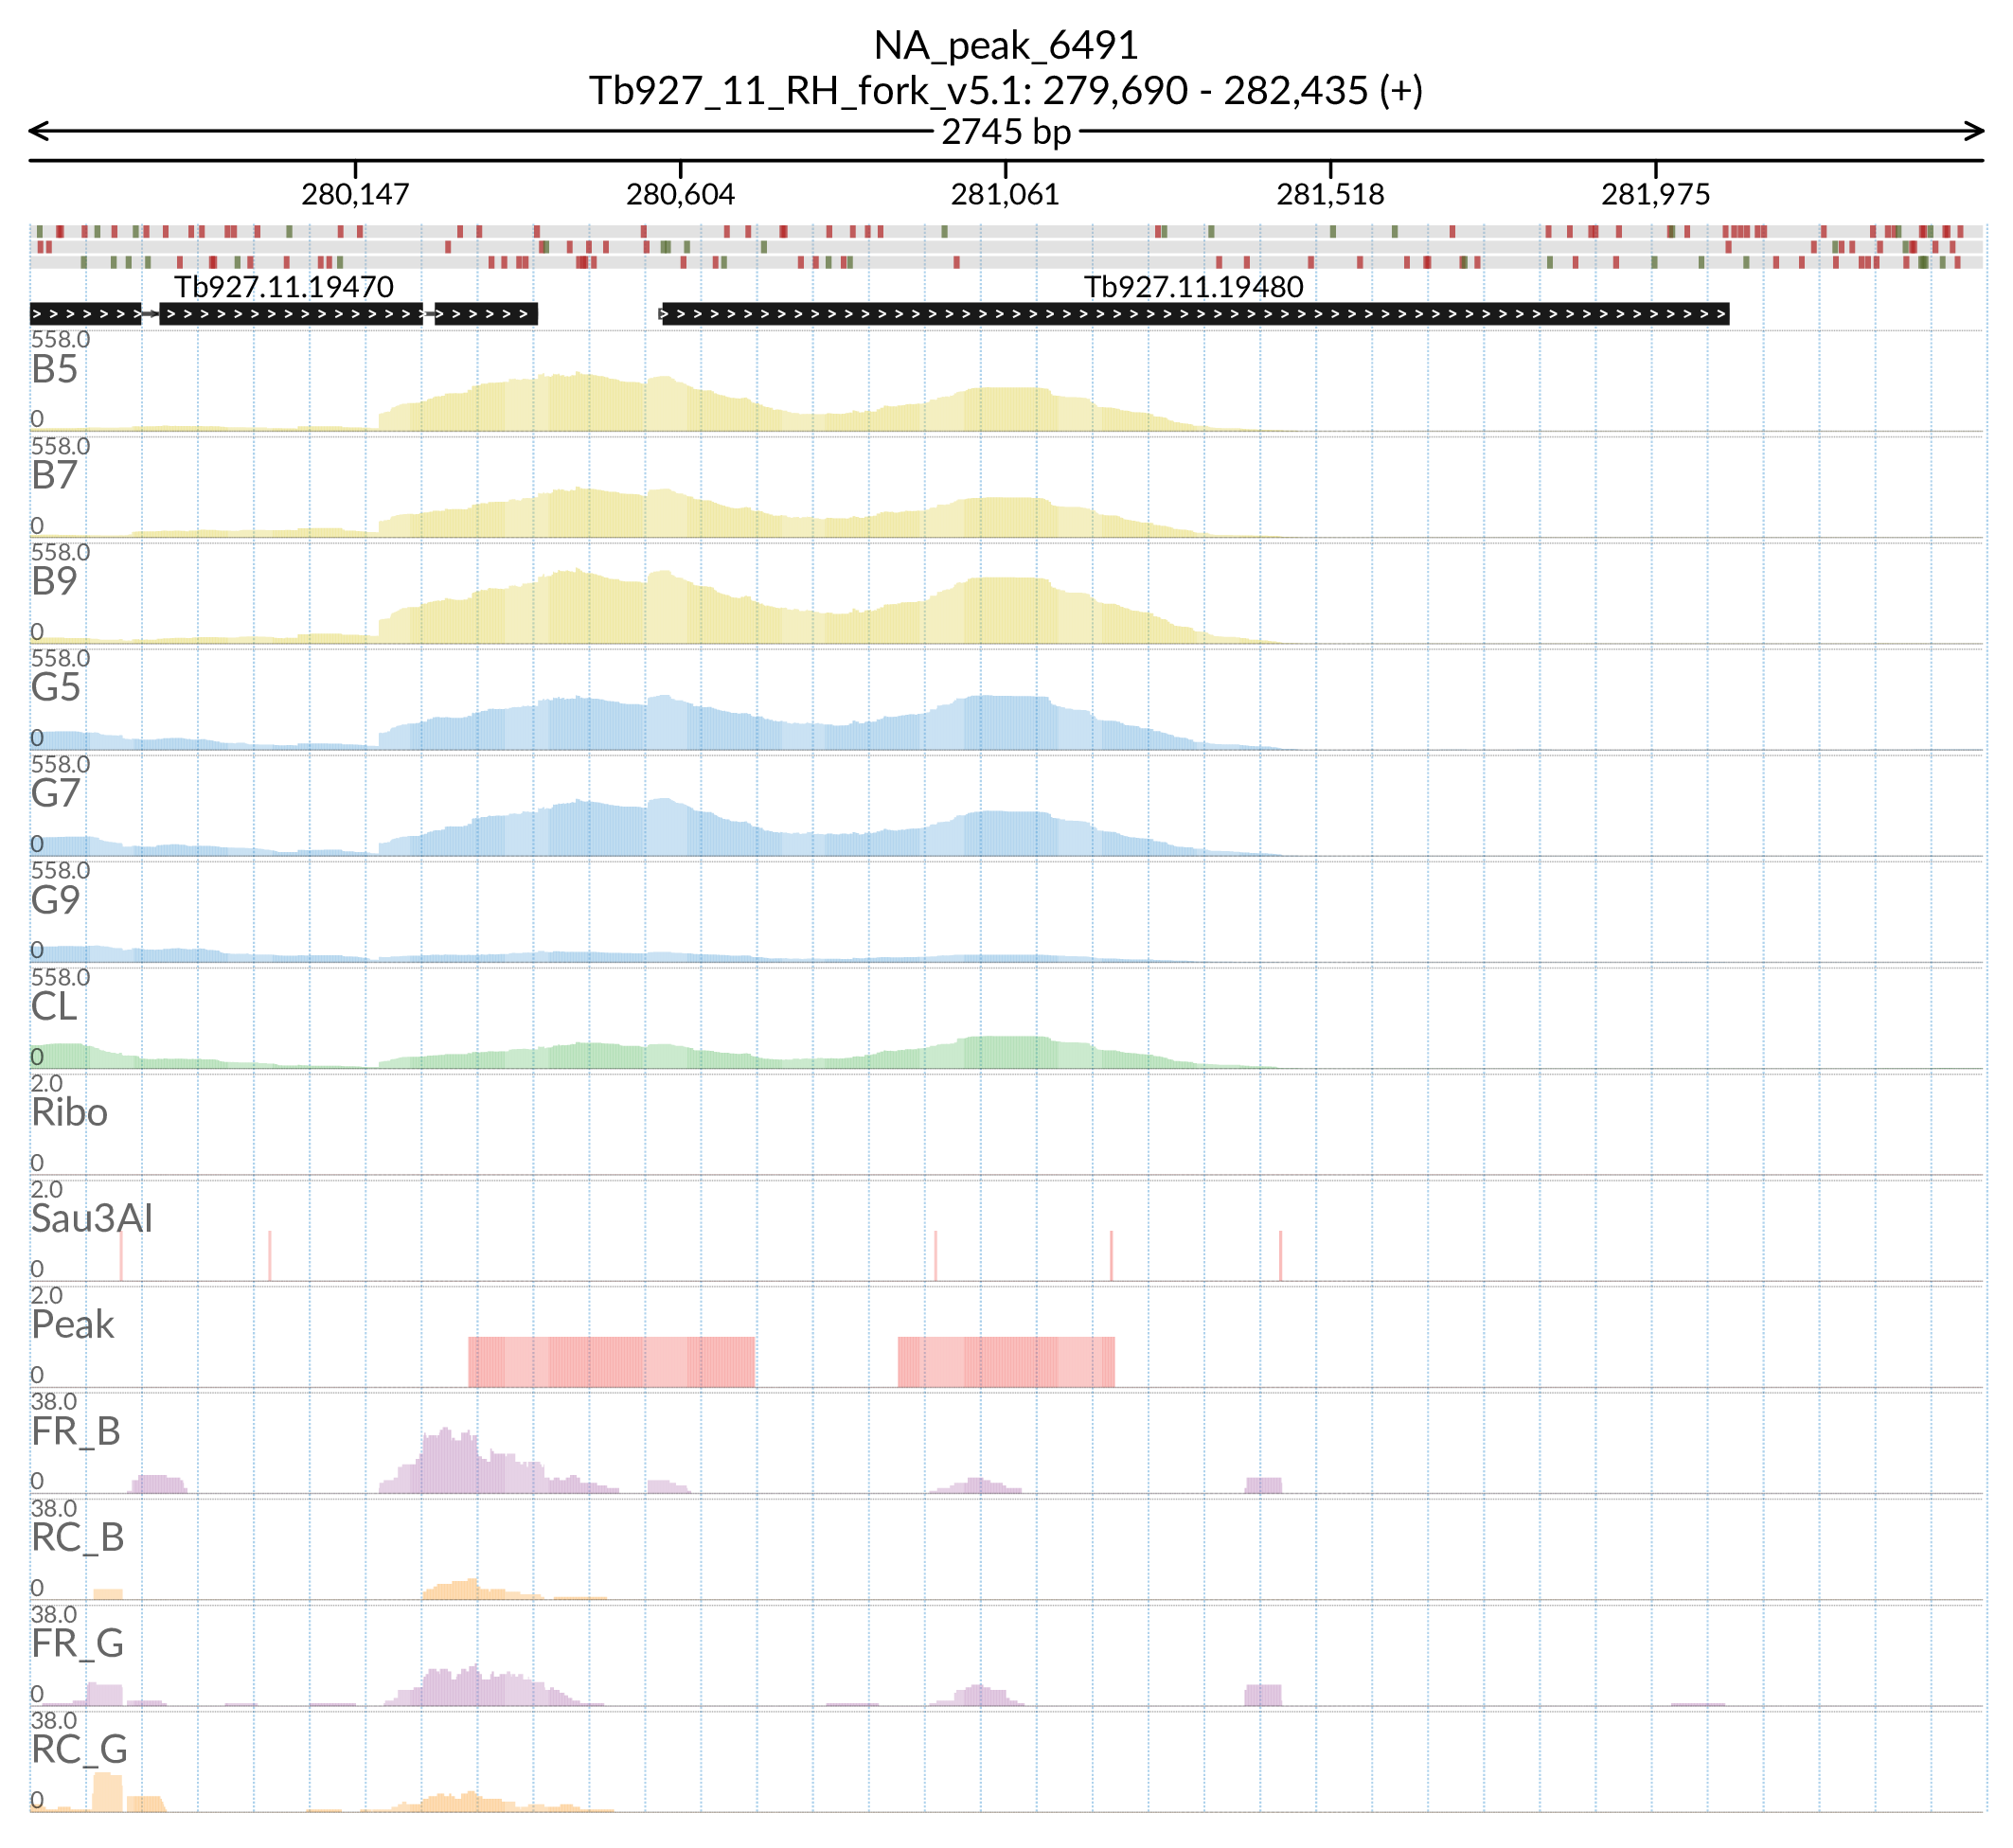 NA_peak_6491
Tb927_11_RH_fork_v5.1: 279,690 - 282,435 (+)
2745 bp
280,147 280,604 281,061 281,518 281,975
Tb927.11.19470 Tb927.11.19480
558.0
B5
0
558.0
B7
0
558.0
B9
0
558.0
G5
0
558.0
G7
0
558.0
G9
0
558.0
CL
0
2.0
Ribo
0
2.0
Sau3AI
0
2.0
Peak
0
38.0
FR_B
0
38.0
RC_B
0
38.0
FR_G
0
38.0
RC_G
0